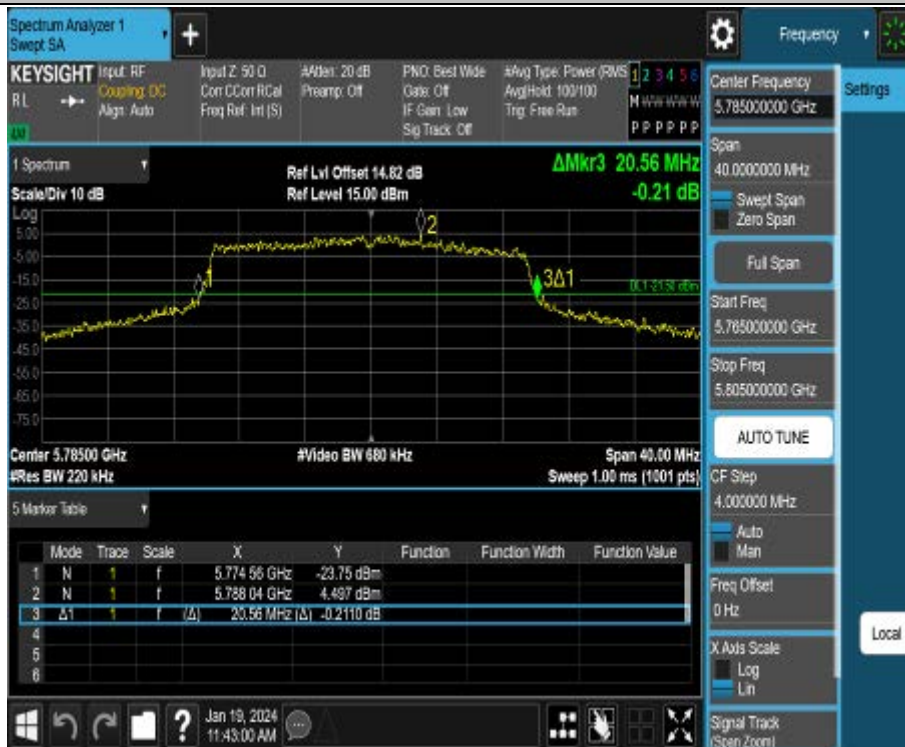 Spectrum Analyzer 1
Swept SA
+
Frequency
KEYSIGHT
RL
Input: RF
Coupling: DC
Align: Auto
Input Z: 50 Ω
Corr CCorr RCal
Freq Ref: Int (S)
#Atten: 20 dB
Preamp: Off
PNO: Best Wide
Gate: Off
IF Gain: Low
Sig Track: Off
#Avg Type: Power (RMS
Avg|Hold: 100/100
Trig: Free Run
1 2 3 4 5 6
M W W W W W
P P P P P P
1 Spectrum
Scale/Div 10 dB
Ref Lvl Offset 14.82 dB
Ref Level 15.00 dBm
ΔMkr3 20.56 MHz
-0.21 dB
Log
5.00
-5.00
-15.0
-25.0
-35.0
-45.0
-55.0
-65.0
-75.0
1
2
3Δ1
DL1 -21.50 dBm
Center 5.78500 GHz
#Res BW 220 kHz
#Video BW 680 kHz
Span 40.00 MHz
Sweep 1.00 ms (1001 pts)
5 Marker Table
Mode Trace Scale X Y Function Function Width Function Value
1 N 1 f 5.774 56 GHz -23.75 dBm
2 N 1 f 5.788 04 GHz 4.497 dBm
3 Δ1 1 f (Δ) 20.56 MHz (Δ) -0.2110 dB
4
5
6
Jan 19, 2024
11:43:00 AM
Center Frequency
5.785000000 GHz
Span
40.0000000 MHz
Swept Span
Zero Span
Full Span
Start Freq
5.765000000 GHz
Stop Freq
5.805000000 GHz
AUTO TUNE
CF Step
4.000000 MHz
Auto
Man
Freq Offset
0 Hz
X Axis Scale
Log
Lin
Signal Track
(Span Zoom)
Settings
Local